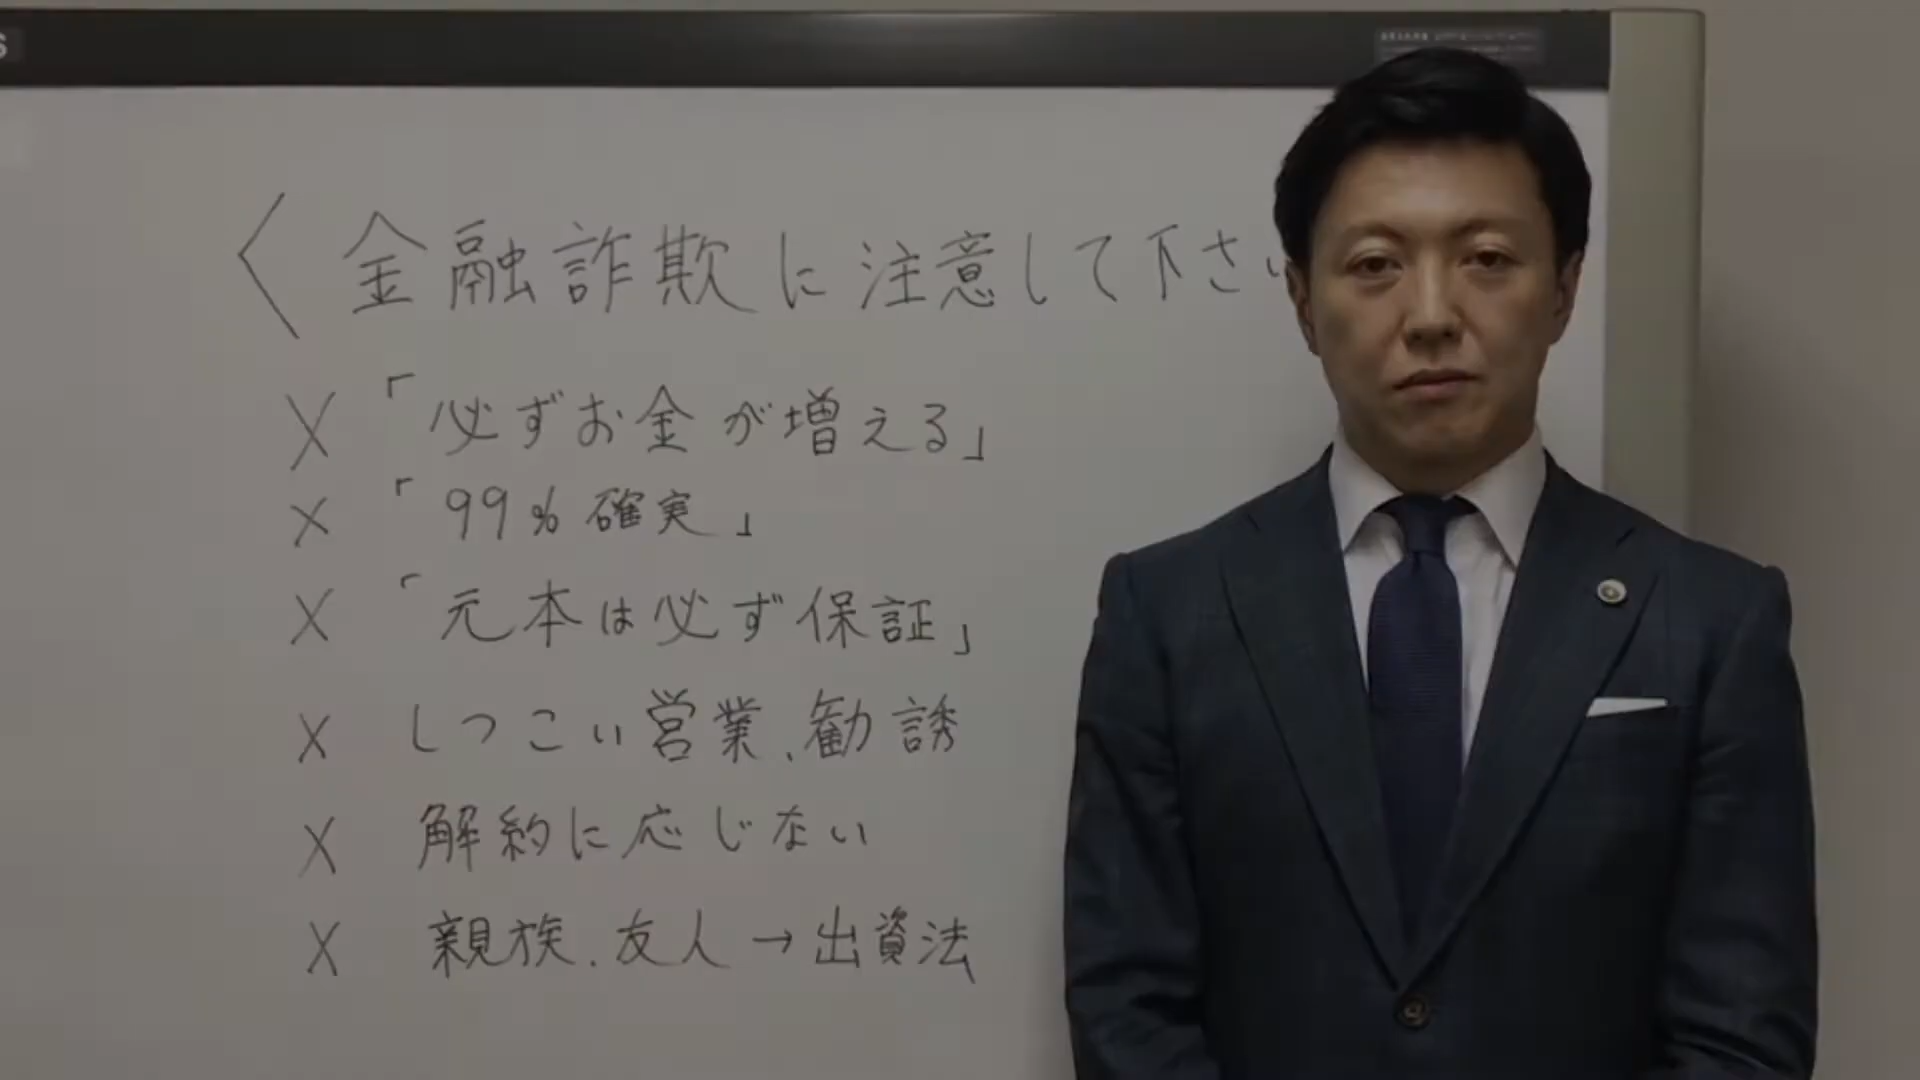 〈金融詐欺に注意して下さい
×「必ずお金が増える」
×「99%確実」
×「元本は必ず保証」
×しつこい営業、勧誘
×解約に応じない
×親族、友人→出資法